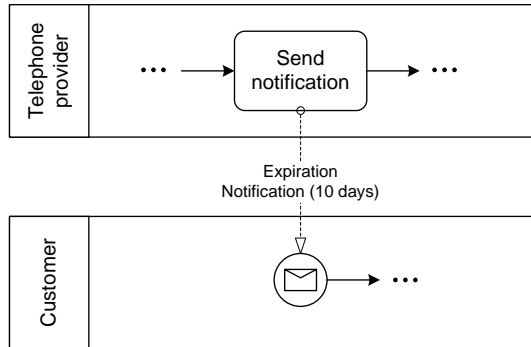 Telephone
provider
•••
Send
notification
•••
Expiration
Notification (10 days)
Customer
•••